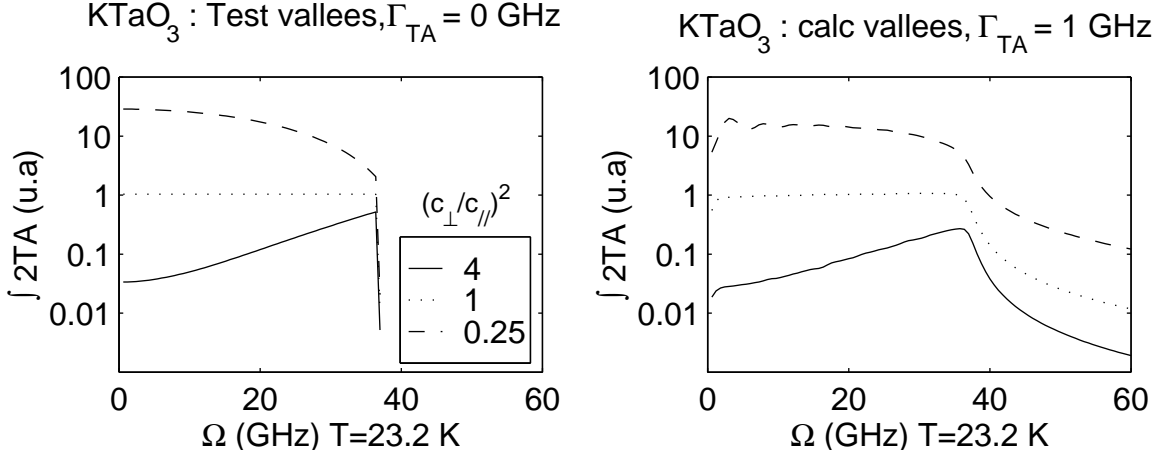 KTaO3 : Test vallees,ΓTA = 0 GHz
100
10
1
0.1
0.01
∫ 2TA (u.a)
(c⊥/c//)2
4
1
0.25
0 20 40 60
Ω (GHz) T=23.2 K
KTaO3 : calc vallees, ΓTA = 1 GHz
100
10
1
0.1
0.01
∫ 2TA (u.a)
0 20 40 60
Ω (GHz) T=23.2 K